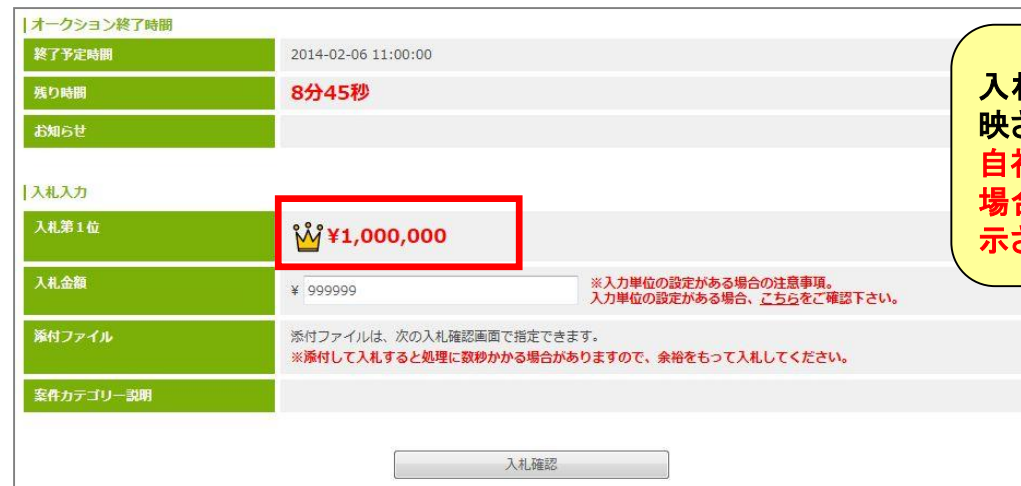 オークション終了時間
終了予定時間
2014-02-06 11:00:00
残り時間
8分45秒
お知らせ
入札入力
入札第1位
¥1,000,000
入札金額
¥ 999999
※入力単位の設定がある場合の注意事項。
入力単位の設定がある場合、こちらをご確認下さい。
添付ファイル
添付ファイルは、次の入札確認画面で指定できます。
※添付して入札すると処理に数秒かかる場合がありますので、余裕をもって入札してください。
案件カテゴリー説明
入札確認
入
映さ
自
場
示さ